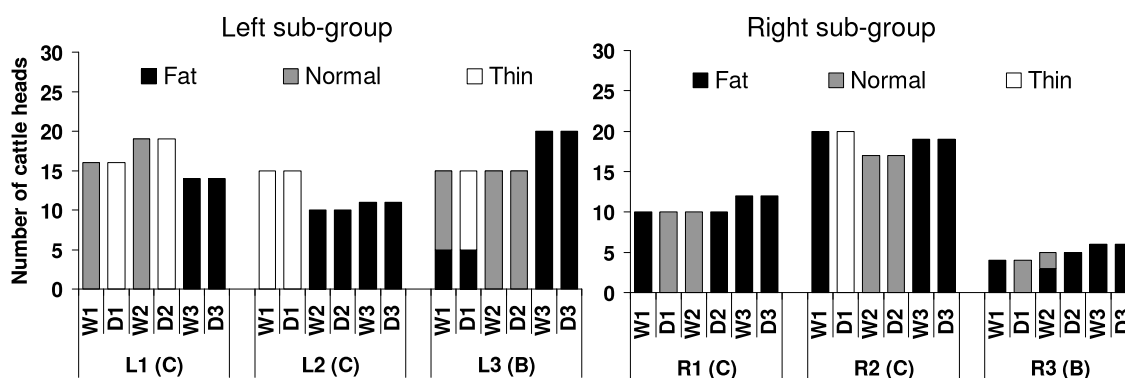 Left sub-group
Number of cattle heads
30
25
20
15
10
5
0
Fat Normal Thin
W1 D1 W2 D2 W3 D3
L1 (C)
W1 D1 W2 D2 W3 D3
L2 (C)
W1 D1 W2 D2 W3 D3
L3 (B)
Right sub-group
30
25
20
15
10
5
0
Fat Normal Thin
W1 D1 W2 D2 W3 D3
R1 (C)
W1 D1 W2 D2 W3 D3
R2 (C)
W1 D1 W2 D2 W3 D3
R3 (B)